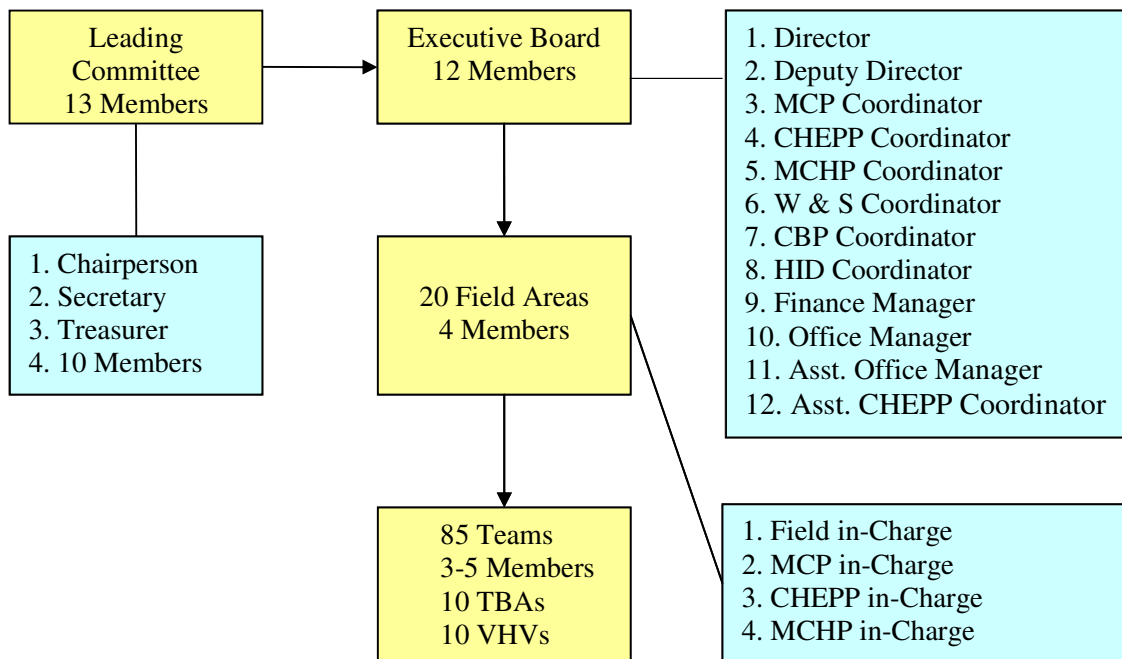 Leading
Committee
13 Members
Executive Board
12 Members
1. Director
2. Deputy Director
3. MCP Coordinator
4. CHEPP Coordinator
5. MCHP Coordinator
6. W & S Coordinator
7. CBP Coordinator
8. HID Coordinator
9. Finance Manager
10. Office Manager
11. Asst. Office Manager
12. Asst. CHEPP Coordinator
1. Chairperson
2. Secretary
3. Treasurer
4. 10 Members
20 Field Areas
4 Members
85 Teams
3-5 Members
10 TBAs
10 VHVs
1. Field in-Charge
2. MCP in-Charge
3. CHEPP in-Charge
4. MCHP in-Charge